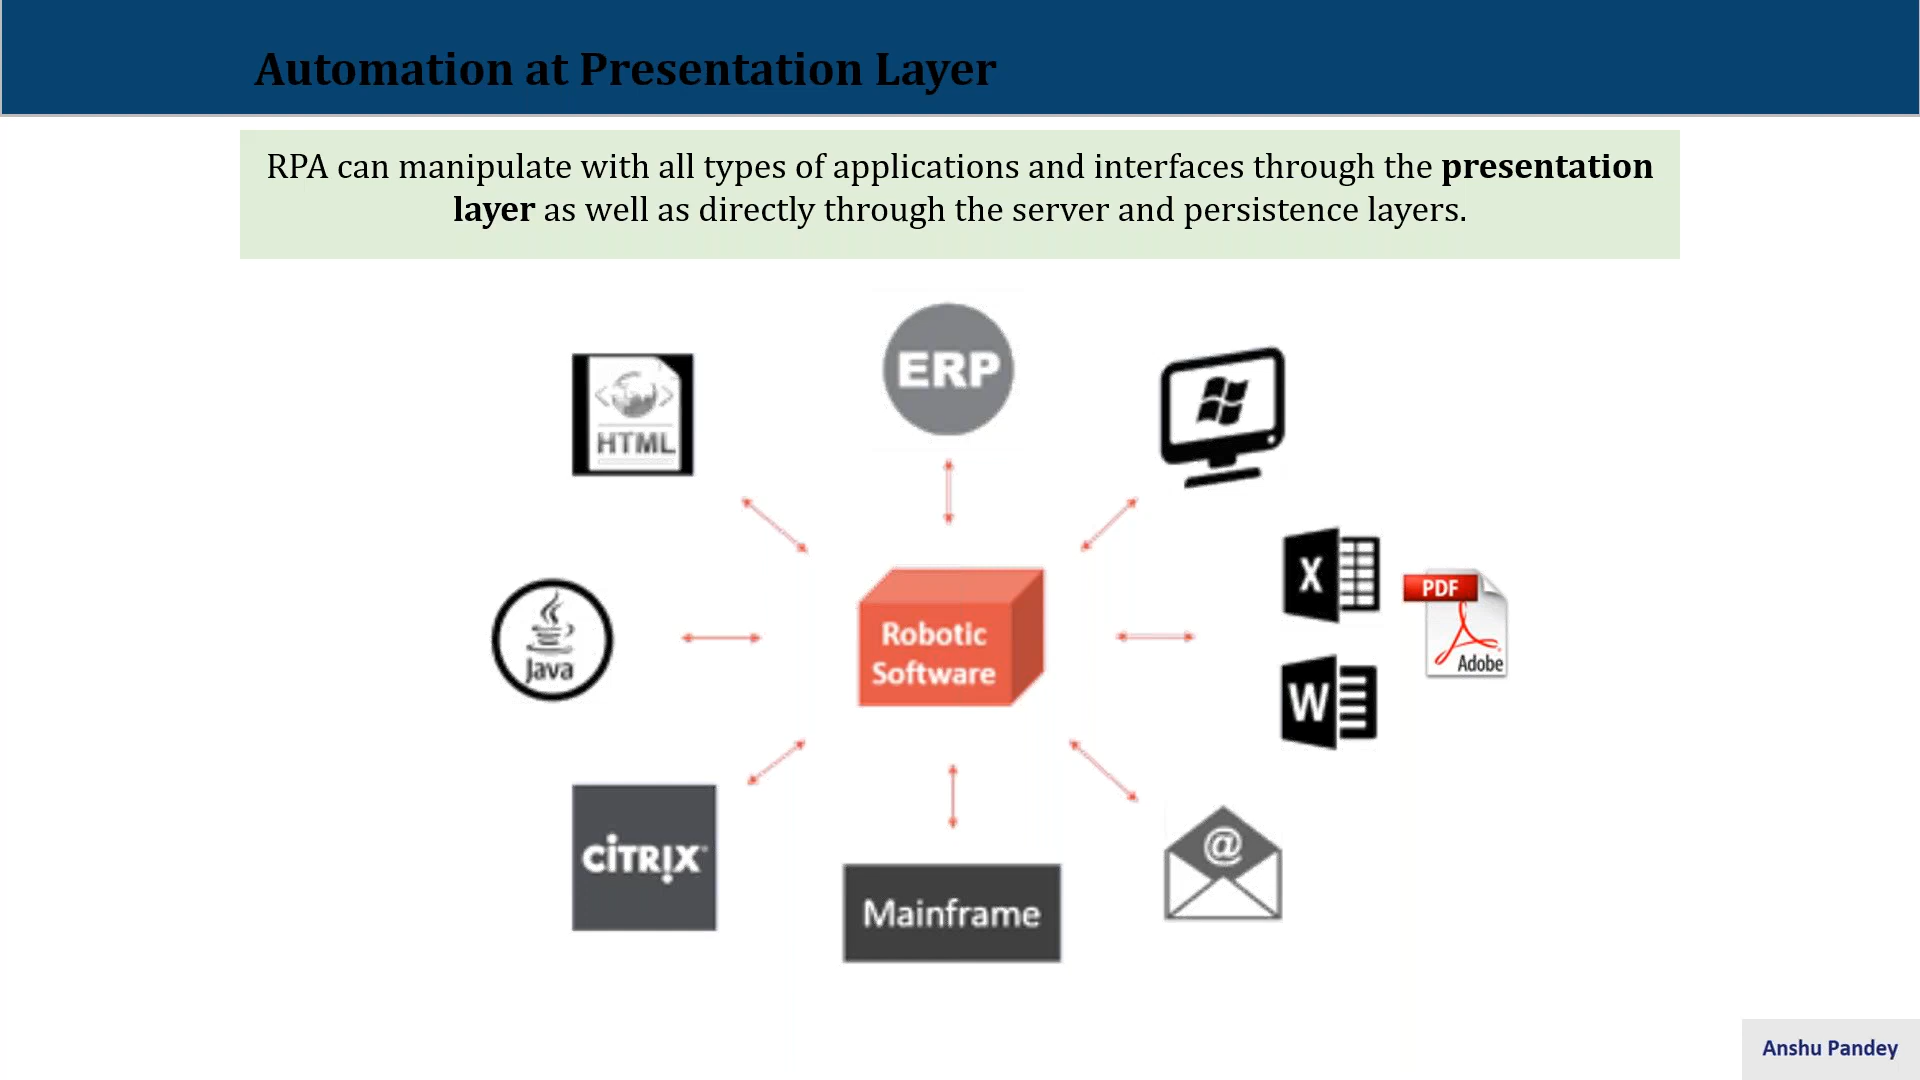 Automation at Presentation Layer
RPA can manipulate with all types of applications and interfaces through the presentation
layer as well as directly through the server and persistence layers.
ERP
HTML
X
PDF
Adobe
Robotic
Software
Java
W
CiTRIX
@
Mainframe
Anshu Pandey